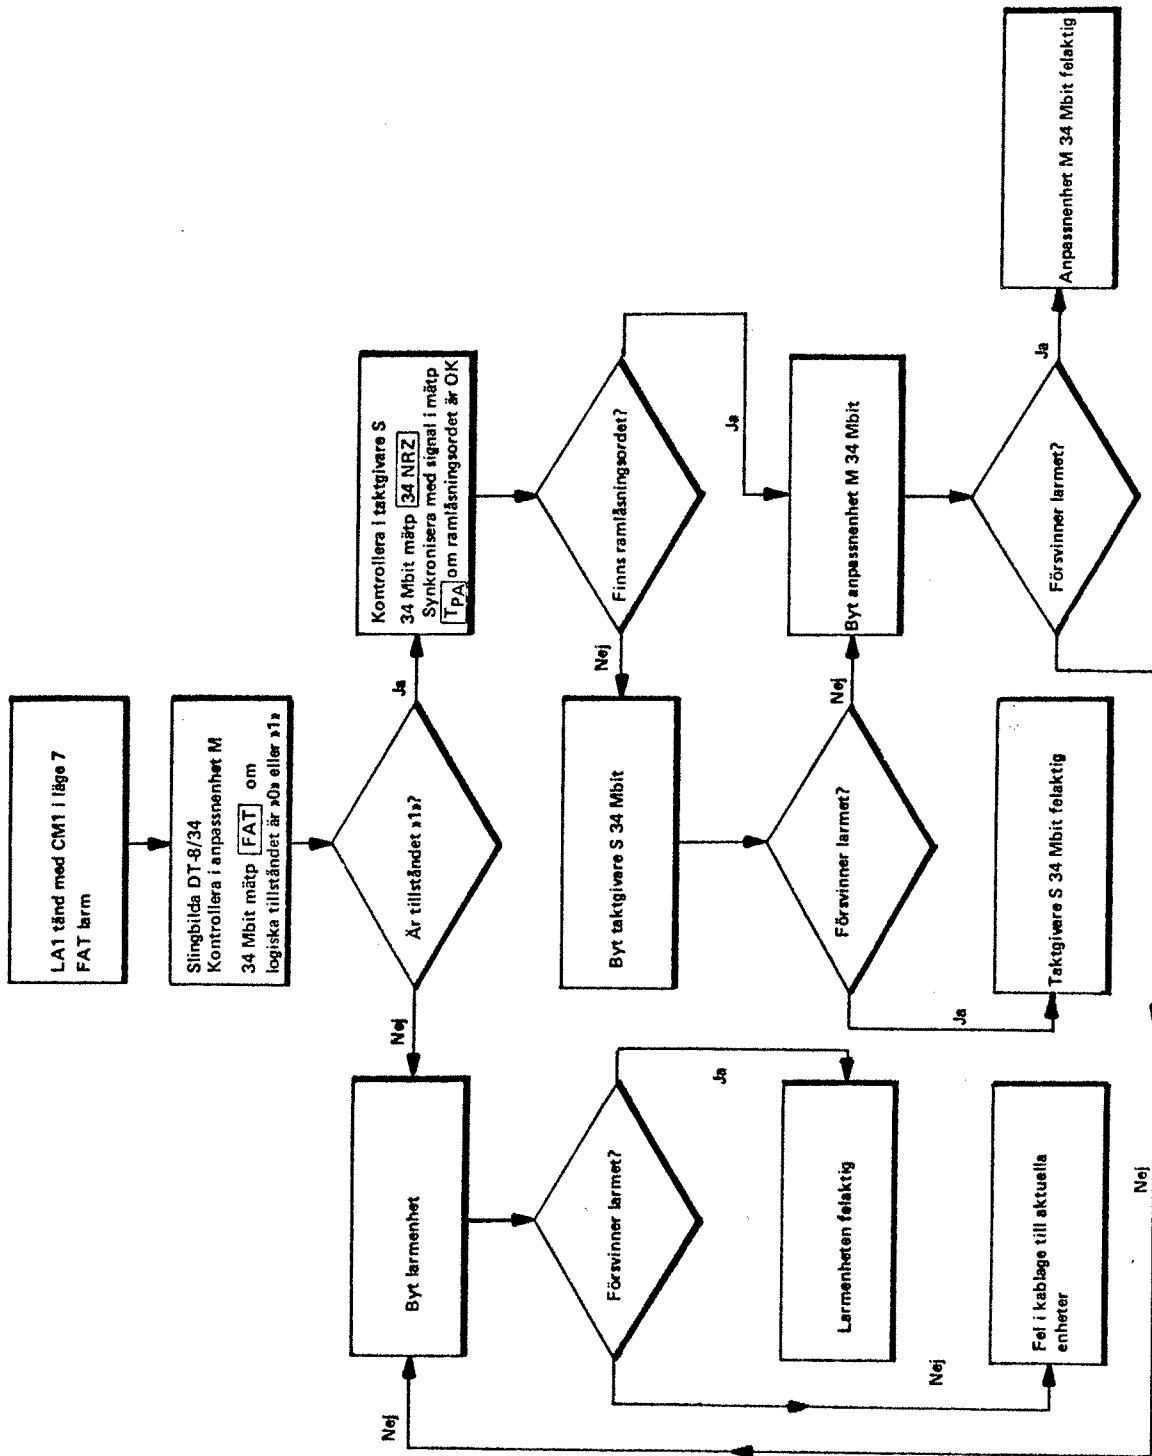 LA1 tänd med CM1 i läge 7
FAT larm
Slingbilda DT-8/34
Kontrollera i anpassnenhet M
34 Mbit mätp FAT om
logiska tillståndet är »0» eller »1»
Är tillståndet »1»?
Nej
Ja
Kontrollera i taktgivare S
34 Mbit mätp 34 NRZ
Synkronisera med signal i mätp
TPA om ramlåsningsordet är OK
Finns ramlåsningsordet?
Nej
Ja
Byt larmenhet
Försvinner larmet?
Ja
Nej
Larmenheten felaktig
Fel i kablage till aktuella
enheter
Byt taktgivare S 34 Mbit
Försvinner larmet?
Ja
Nej
Taktgivare S 34 Mbit felaktig
Byt anpassnenhet M 34 Mbit
Försvinner larmet?
Ja
Anpassnenhet M 34 Mbit felaktig
Nej
Nej